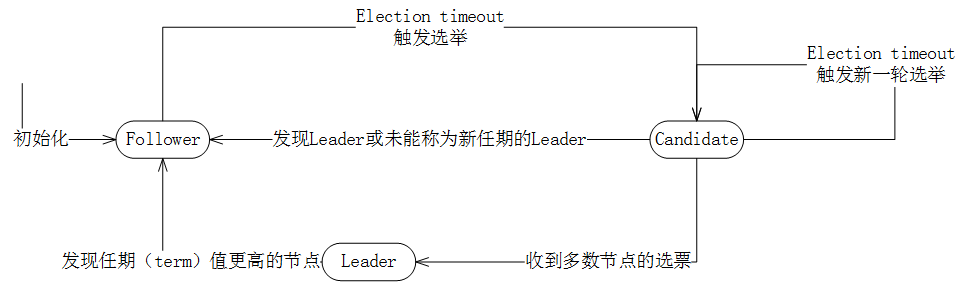 Election timeout
触发选举
Election timeout
触发新一轮选举
初始化
Follower
发现Leader或未能称为新任期的Leader
Candidate
发现任期（term）值更高的节点
Leader
收到多数节点的选票